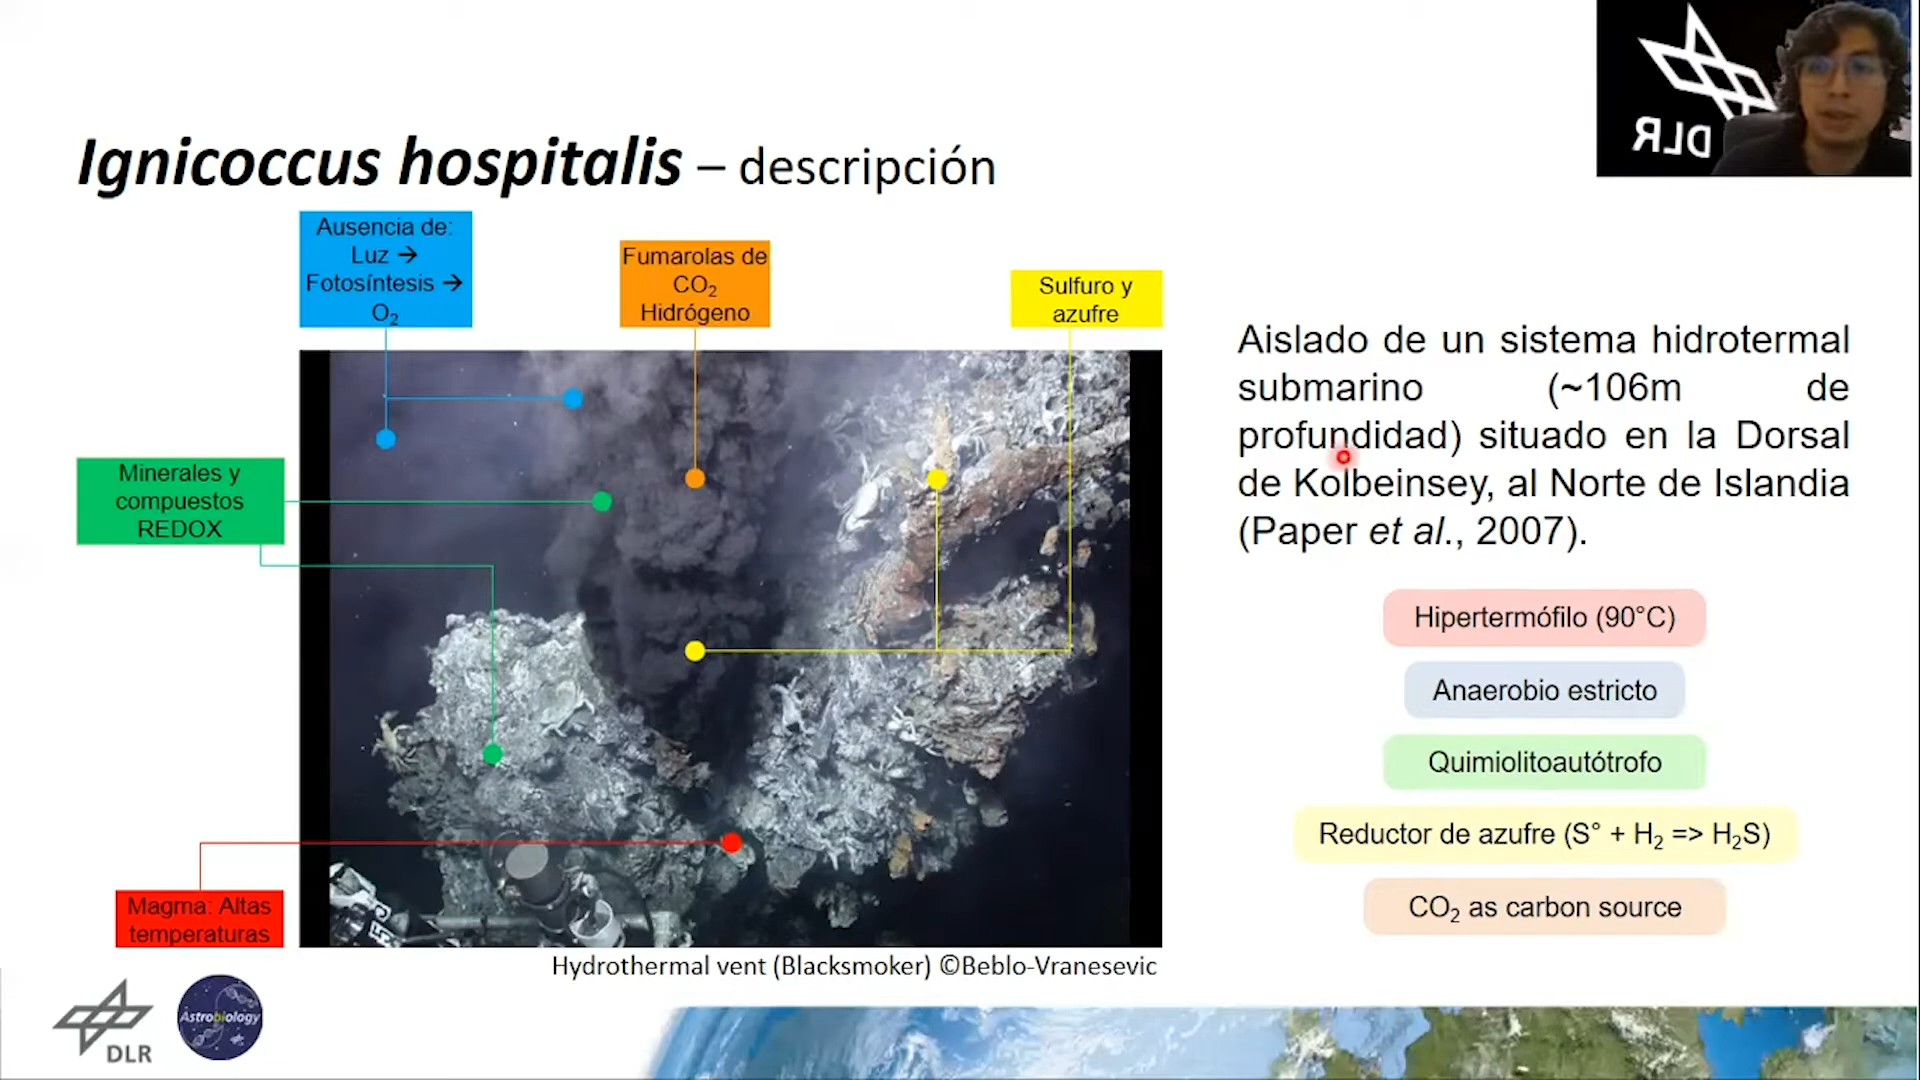 DLR
Ignicoccus hospitalis – descripción
Ausencia de:
Luz →
Fotosíntesis →
O₂
Fumarolas de
CO₂
Hidrógeno
Sulfuro y
azufre
Minerales y
compuestos
REDOX
Magma: Altas
temperaturas
Hydrothermal vent (Blacksmoker) ©Beblo-Vranesevic
Aislado de un sistema hidrotermal
submarino (~106m de
profundidad) situado en la Dorsal
de Kolbeinsey, al Norte de Islandia
(Paper et al., 2007).
Hipertermófilo (90°C)
Anaerobio estricto
Quimiolitoautótrofo
Reductor de azufre (S° + H₂ => H₂S)
CO₂ as carbon source
DLR
Astrobiology